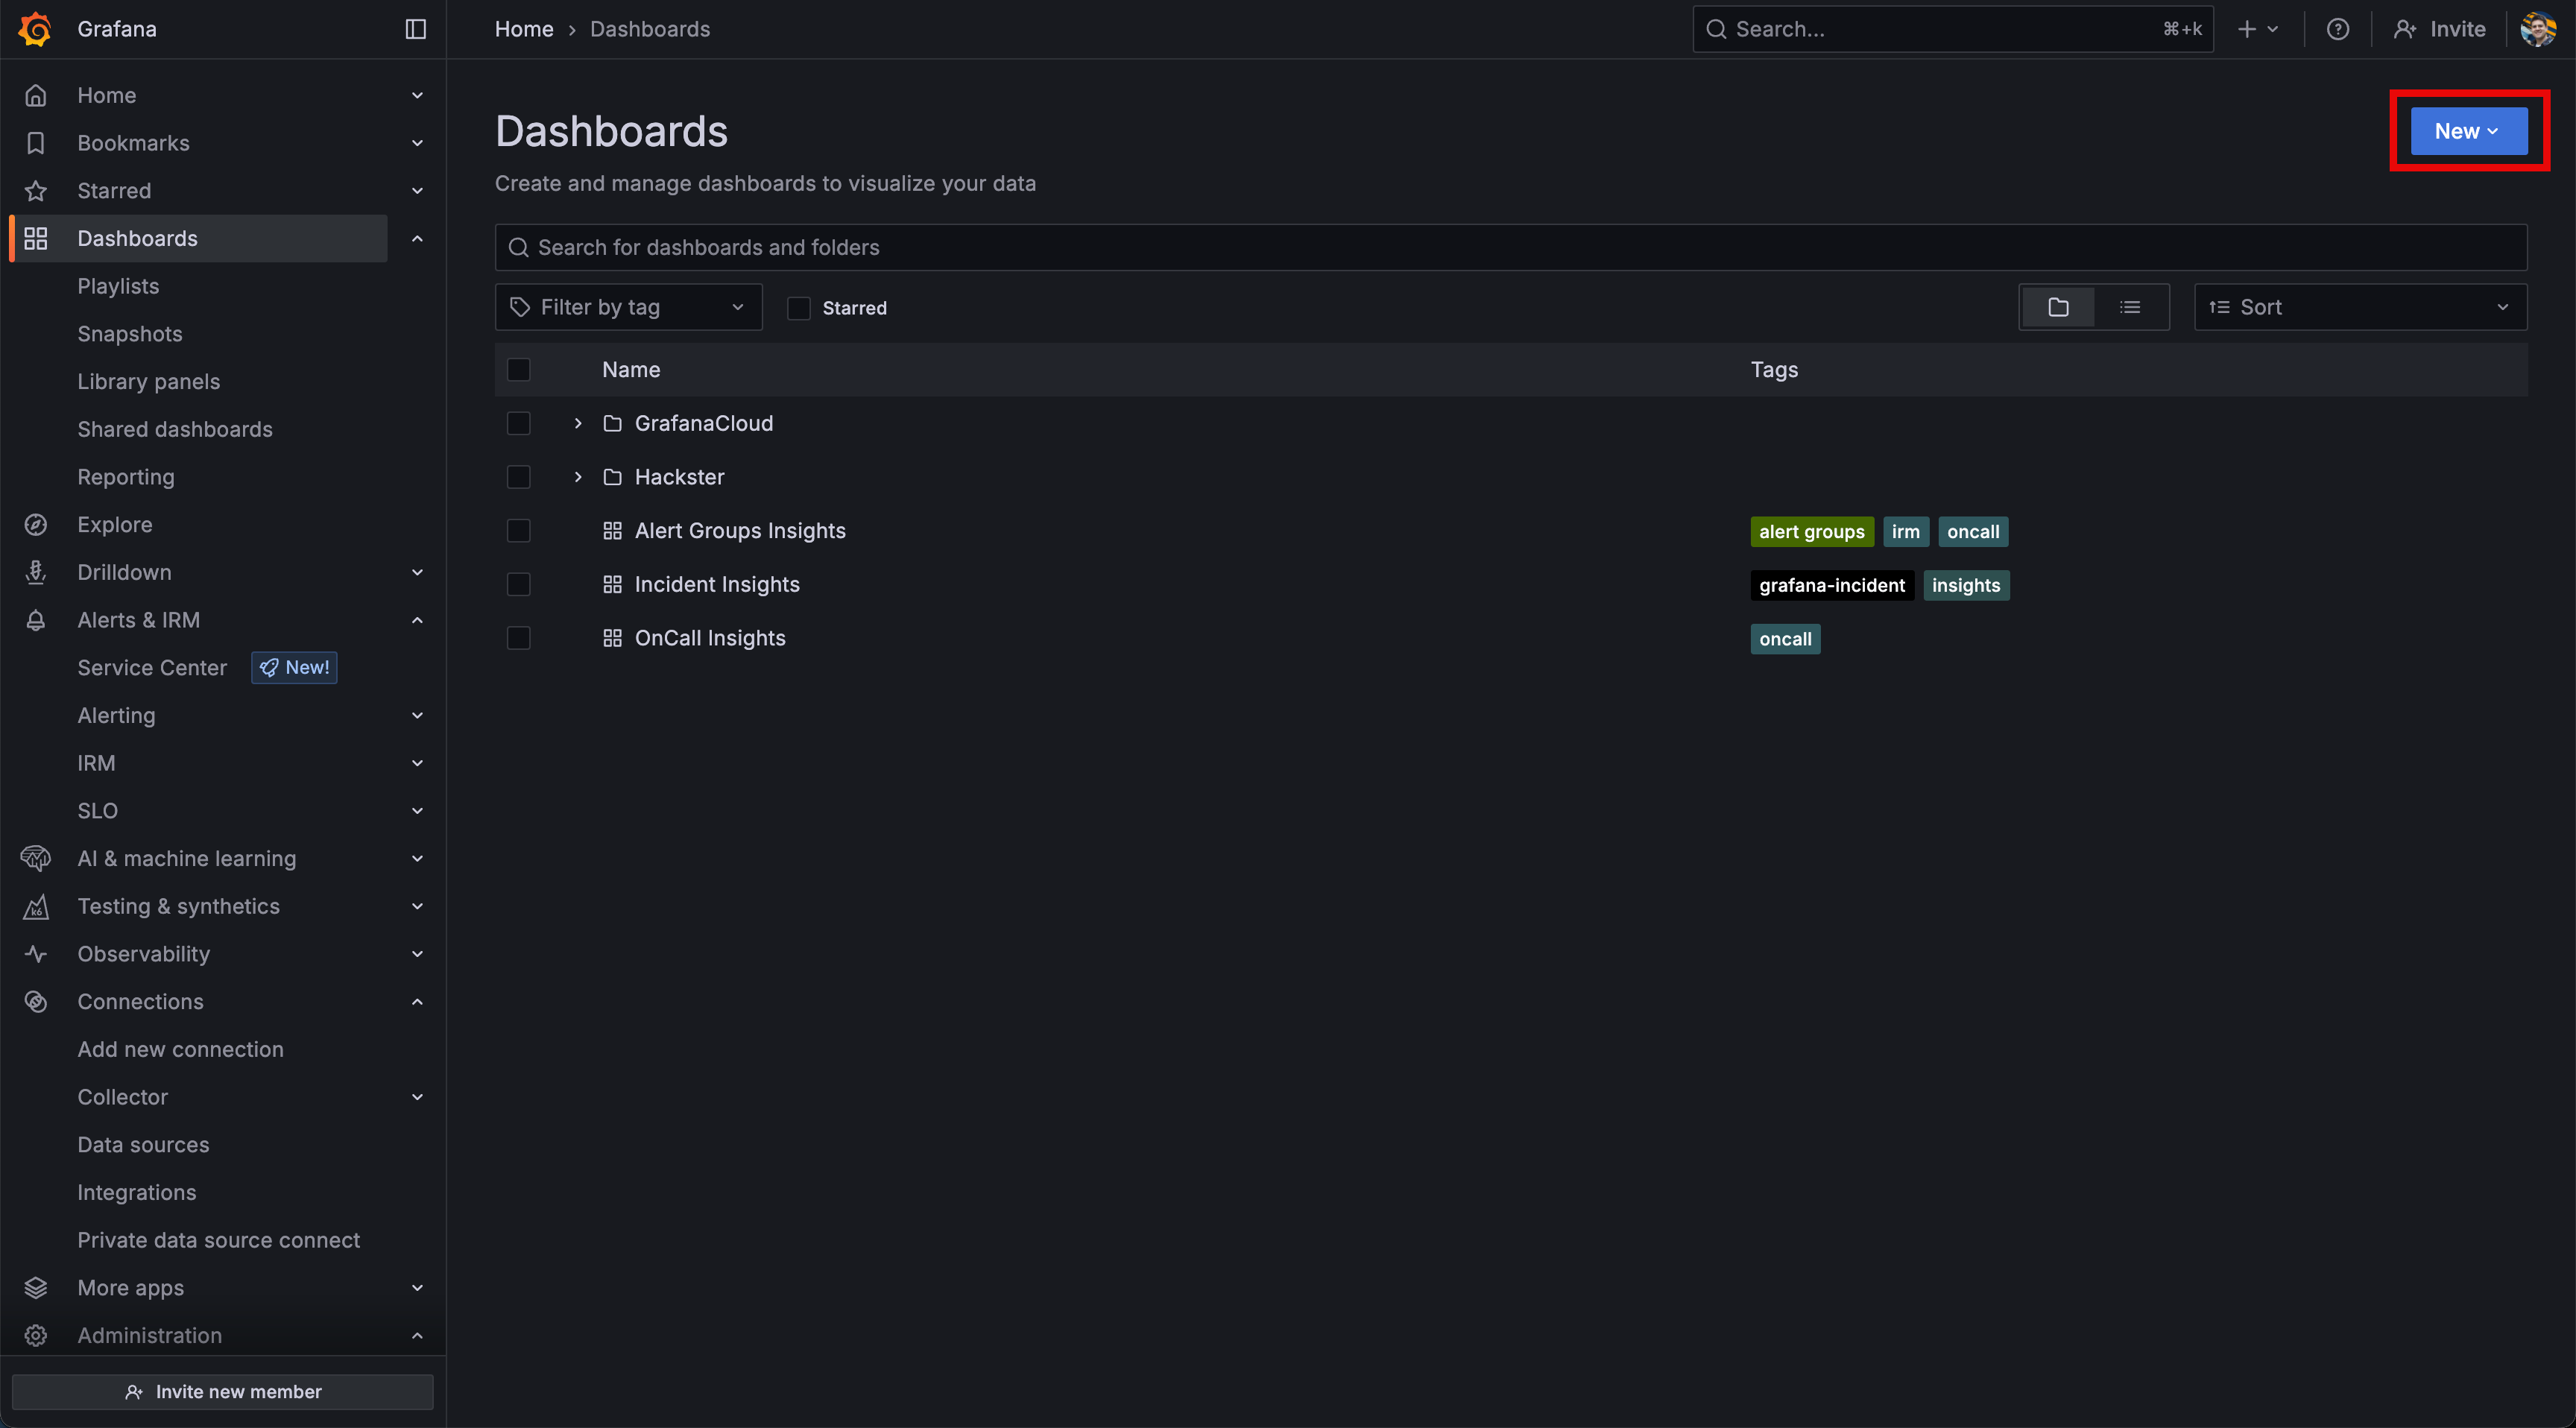 Grafana
Home > Dashboards
Search...
⌘+k
Invite
Home
Bookmarks
Starred
Dashboards
Playlists
Snapshots
Library panels
Shared dashboards
Reporting
Explore
Drilldown
Alerts & IRM
Service Center
New!
Alerting
IRM
SLO
AI & machine learning
k6
Testing & synthetics
Observability
Connections
Add new connection
Collector
Data sources
Integrations
Private data source connect
More apps
Administration
Invite new member
Dashboards
New
Create and manage dashboards to visualize your data
Search for dashboards and folders
Filter by tag
Starred
Sort
Name
Tags
GrafanaCloud
Hackster
Alert Groups Insights
alert groups irm oncall
Incident Insights
grafana-incident insights
OnCall Insights
oncall